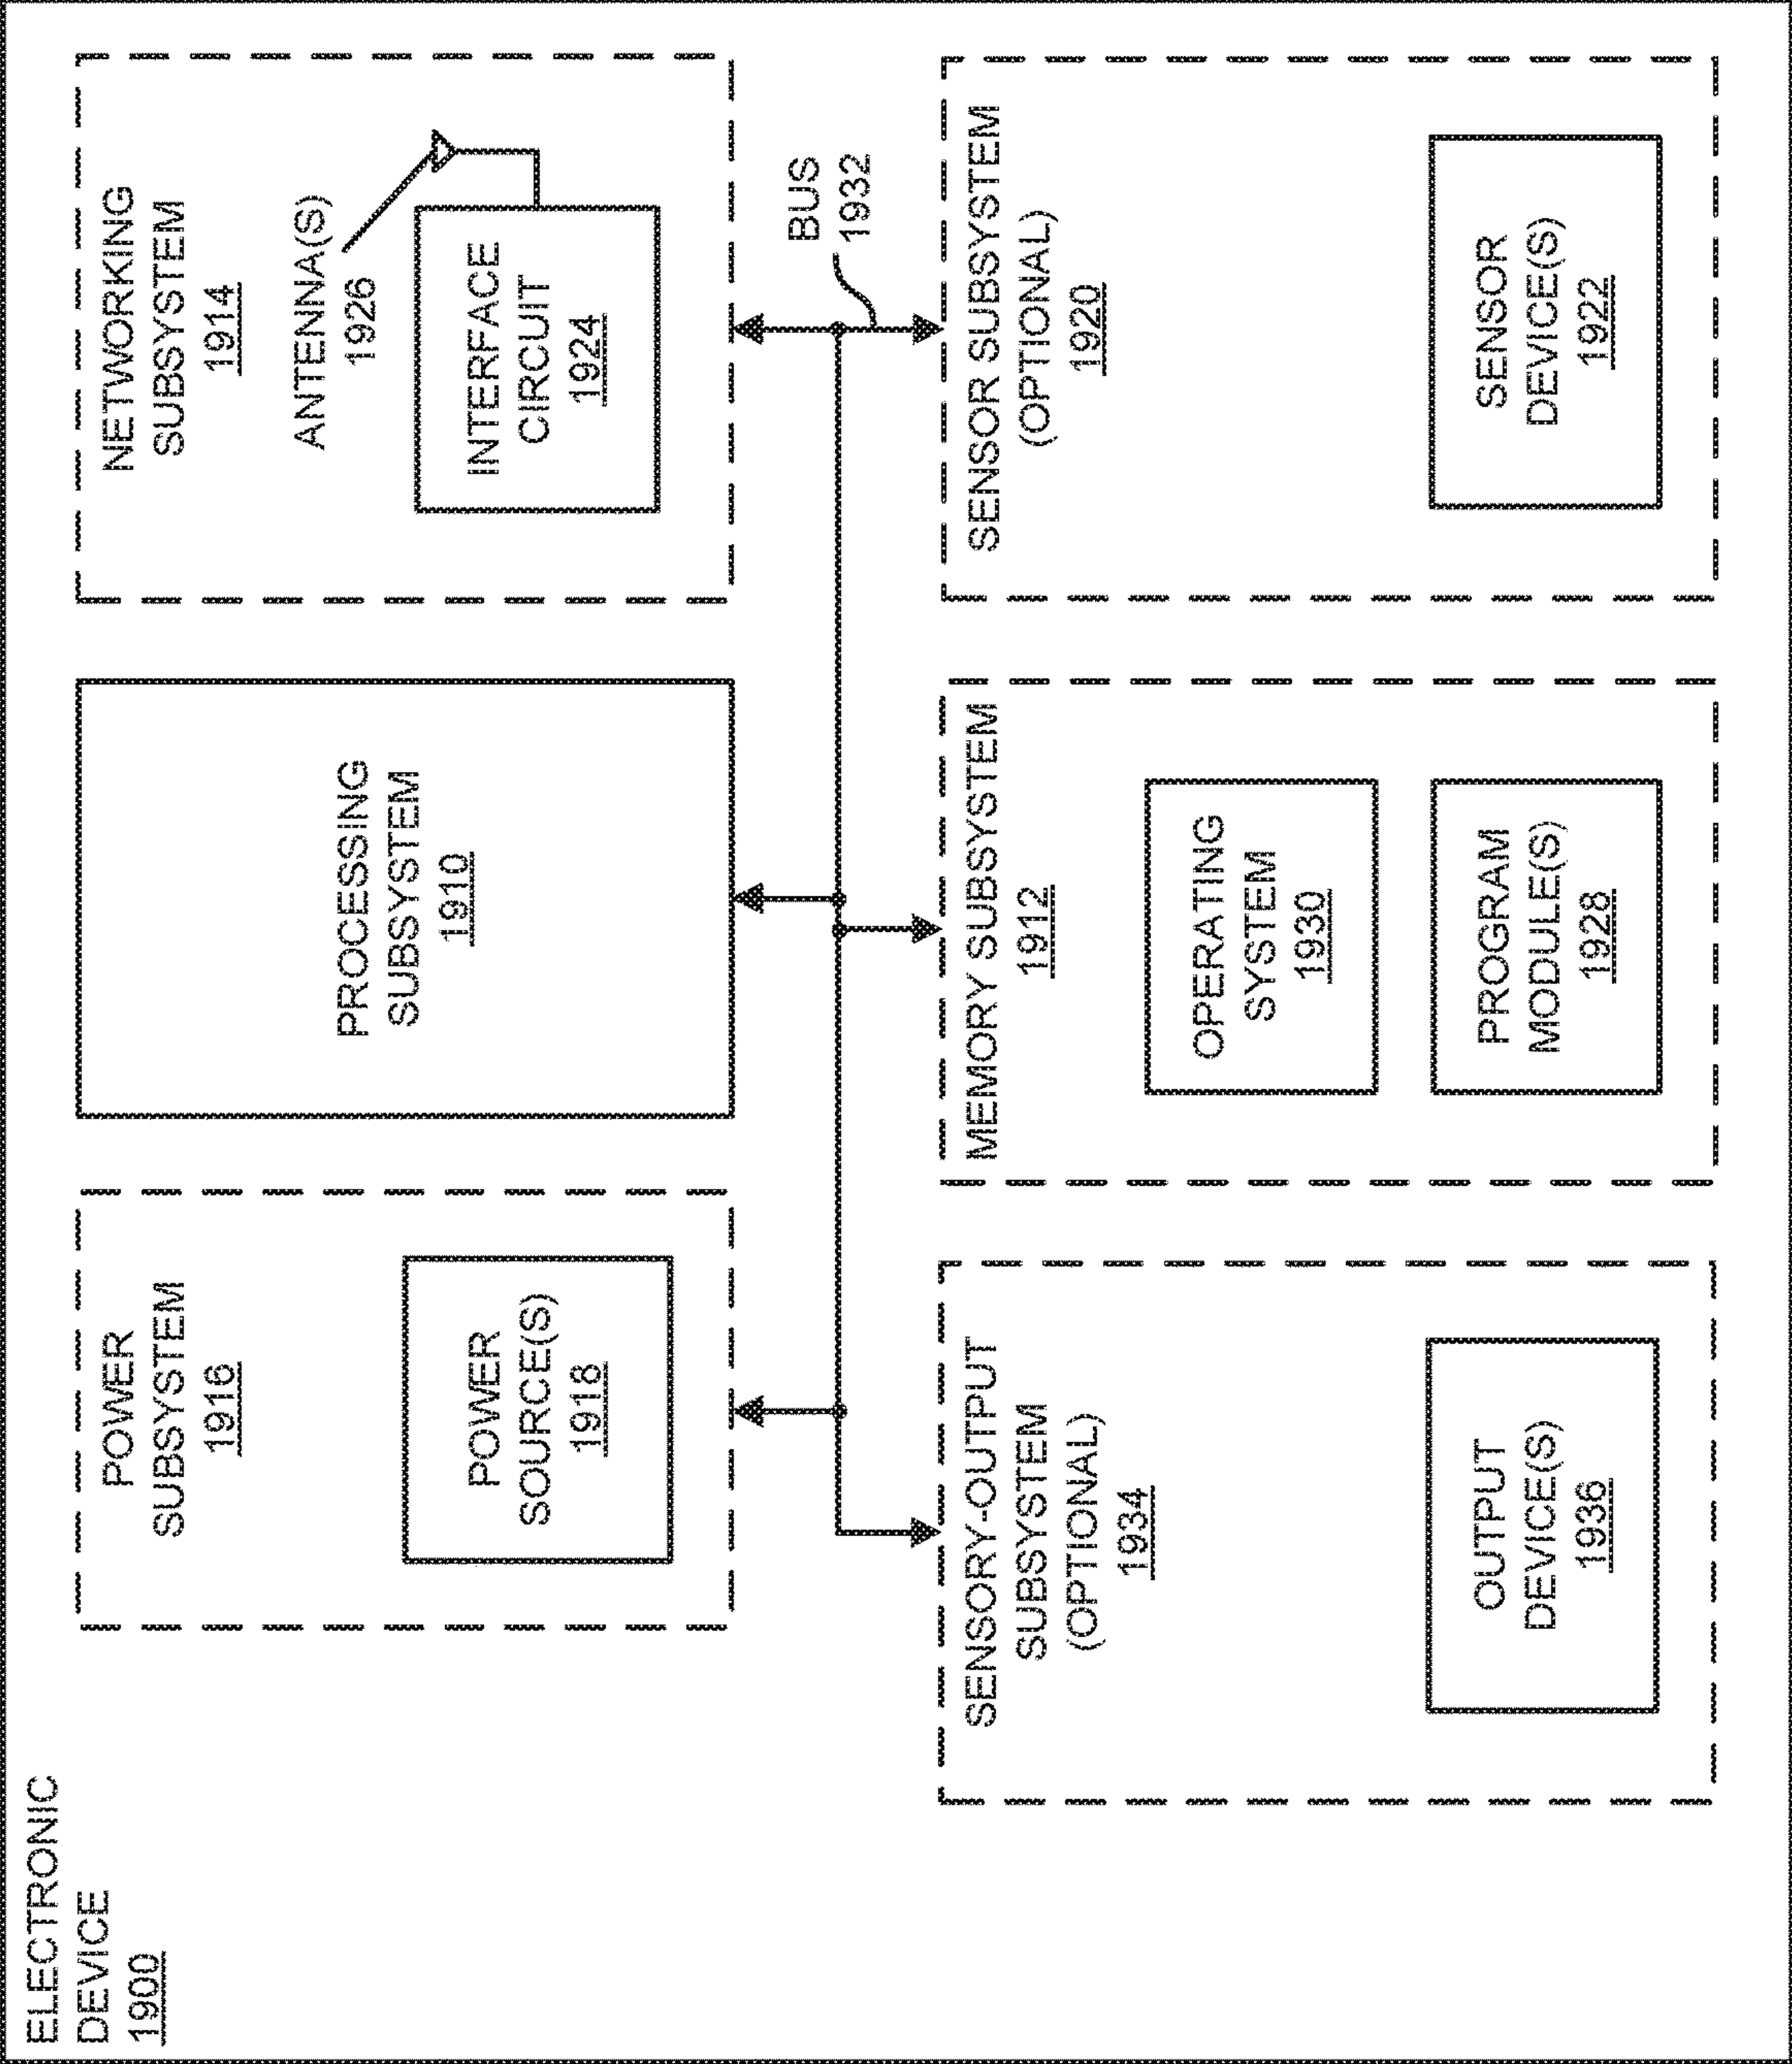 ELECTRONIC
DEVICE
1900
POWER
SUBSYSTEM
1916
POWER
SOURCE(S)
1918
PROCESSING
SUBSYSTEM
1910
NETWORKING
SUBSYSTEM
1914
ANTENNA(S)
1926
INTERFACE
CIRCUIT
1924
BUS
1932
SENSORY-OUTPUT
SUBSYSTEM
(OPTIONAL)
1934
OUTPUT
DEVICE(S)
1936
MEMORY SUBSYSTEM
1912
OPERATING
SYSTEM
1930
PROGRAM
MODULE(S)
1928
SENSOR SUBSYSTEM
(OPTIONAL)
1920
SENSOR
DEVICE(S)
1922